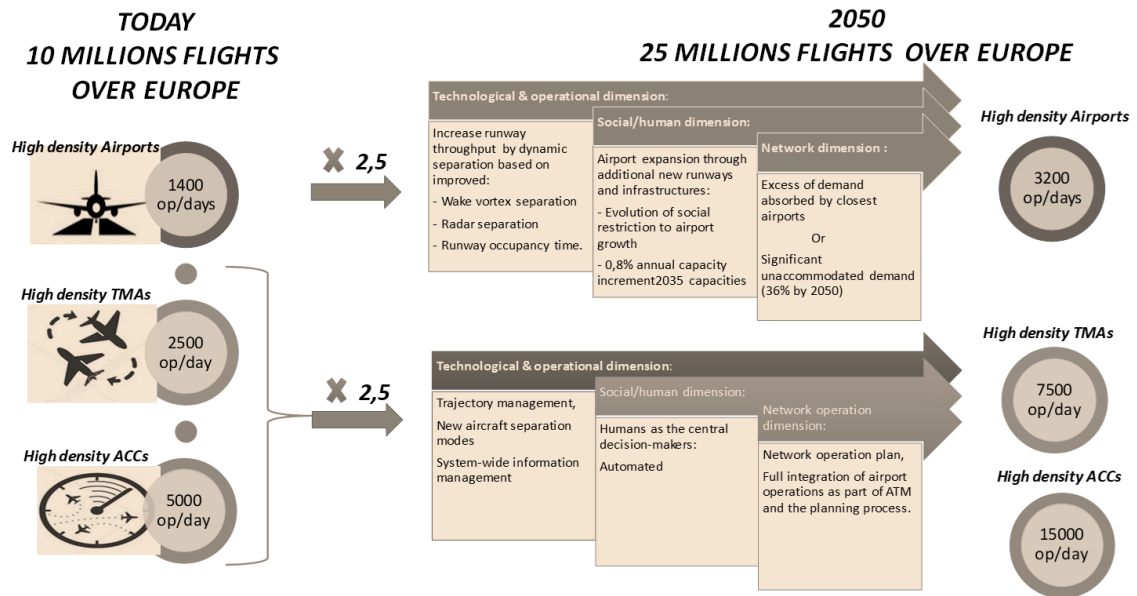 TODAY
10 MILLIONS FLIGHTS
OVER EUROPE
2050
25 MILLIONS FLIGHTS OVER EUROPE
High density Airports
1400
op/days
2,5
Technological & operational dimension:
Increase runway
throughput by dynamic
separation based on
improved:
- Wake vortex separation
- Radar separation
- Runway occupancy time.
Social/human dimension:
Airport expansion through
additional new runways
and infrastructures:
- Evolution of social
restriction to airport
growth
- 0,8% annual capacity
increment2035 capacities
Network dimension :
Excess of demand
absorbed by closest
airports
Or
Significant
unaccommodated demand
(36% by 2050)
High density Airports
3200
op/days
High density TMAs
2500
op/day
High density ACCs
5000
op/day
2,5
Technological & operational dimension:
Trajectory management,
New aircraft separation
modes
System-wide information
management
Social/human dimension:
Humans as the central
decision-makers:
Automated
Network operation
dimension:
Network operation plan,
Full integration of airport
operations as part of ATM
and the planning process.
High density TMAs
7500
op/day
High density ACCs
15000
op/day